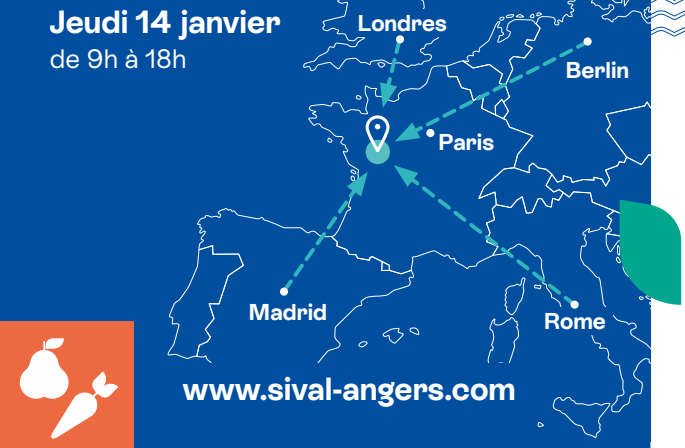 Jeudi 14 janvier
de 9h à 18h
Londres
Berlin
Paris
Madrid
Rome
www.sival-angers.com